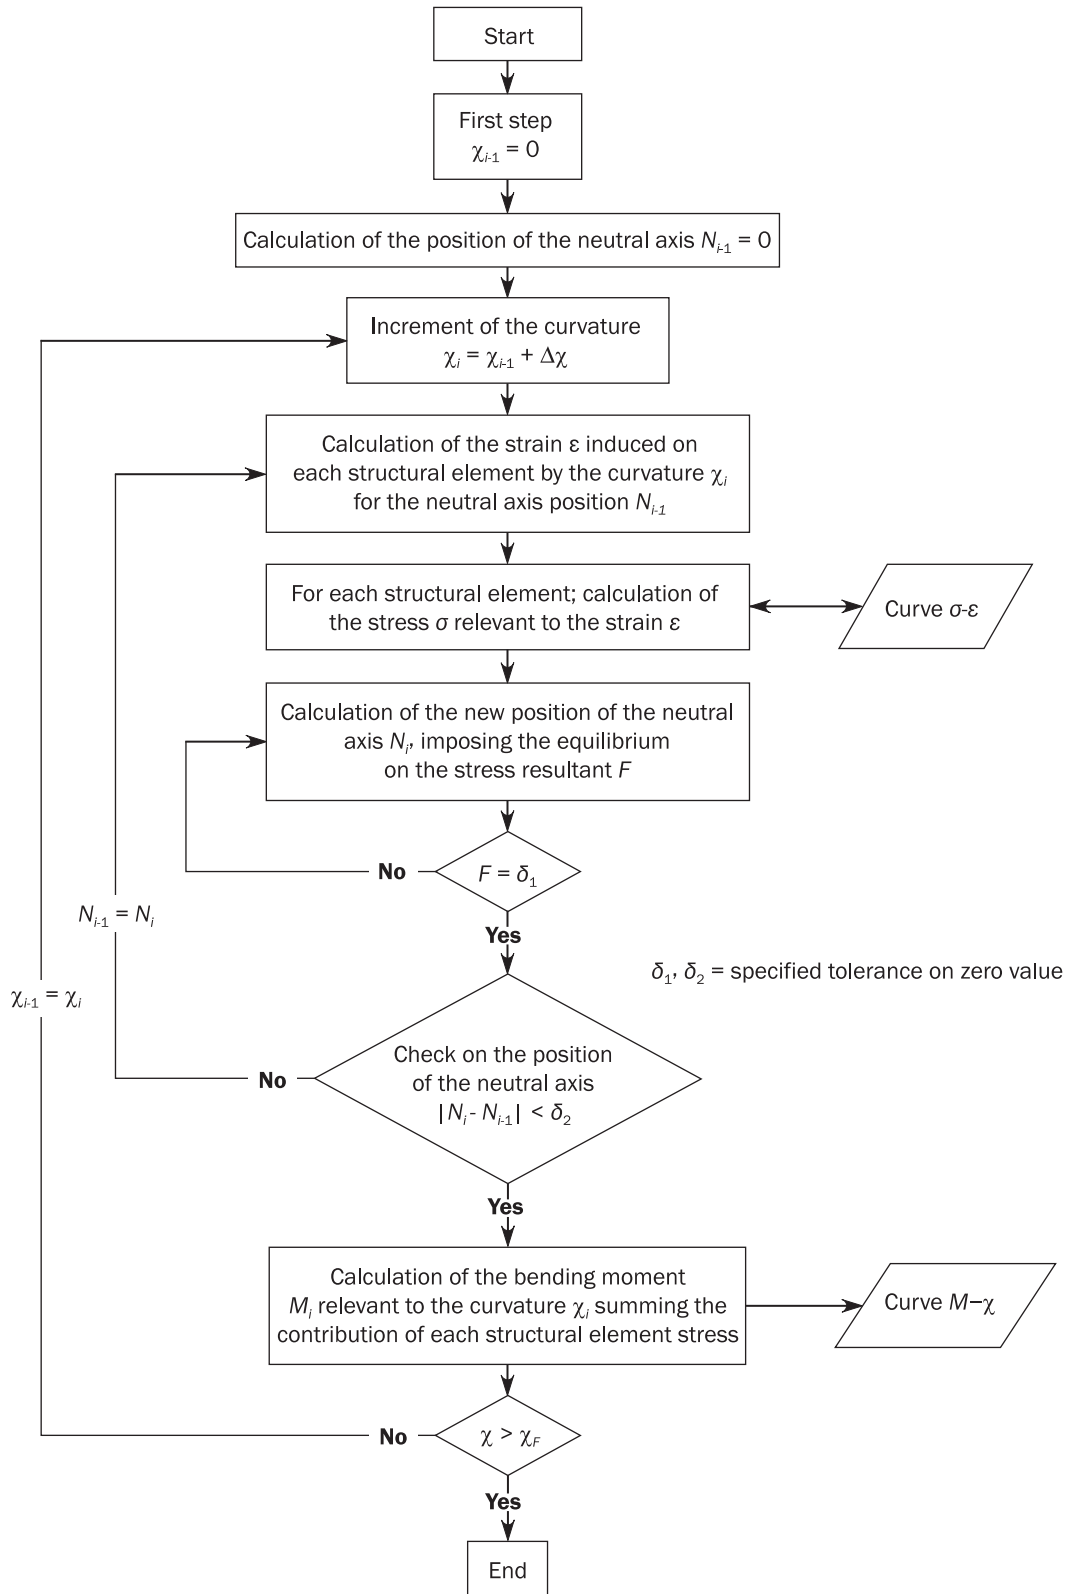 Start
First step
χi-1 = 0
Calculation of the position of the neutral axis Ni-1 = 0
Increment of the curvature
χi = χi-1 + Δχ
Calculation of the strain ε induced on
each structural element by the curvature χi
for the neutral axis position Ni-1
For each structural element; calculation of
the stress σ relevant to the strain ε
Curve σ-ε
Calculation of the new position of the neutral
axis Ni, imposing the equilibrium
on the stress resultant F
No
F = δ1
Ni-1 = Ni
Yes
δ1, δ2 = specified tolerance on zero value
χi-1 = χi
Check on the position
of the neutral axis
|Ni - Ni-1| < δ2
No
Yes
Calculation of the bending moment
Mi relevant to the curvature χi summing the
contribution of each structural element stress
Curve M–χ
No
χ > χF
Yes
End